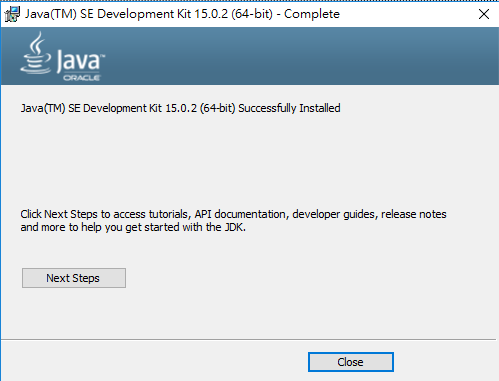 Java(TM) SE Development Kit 15.0.2 (64-bit) - Complete
Java™
ORACLE
Java(TM) SE Development Kit 15.0.2 (64-bit) Successfully Installed
Click Next Steps to access tutorials, API documentation, developer guides, release notes
and more to help you get started with the JDK.
Next Steps
Close